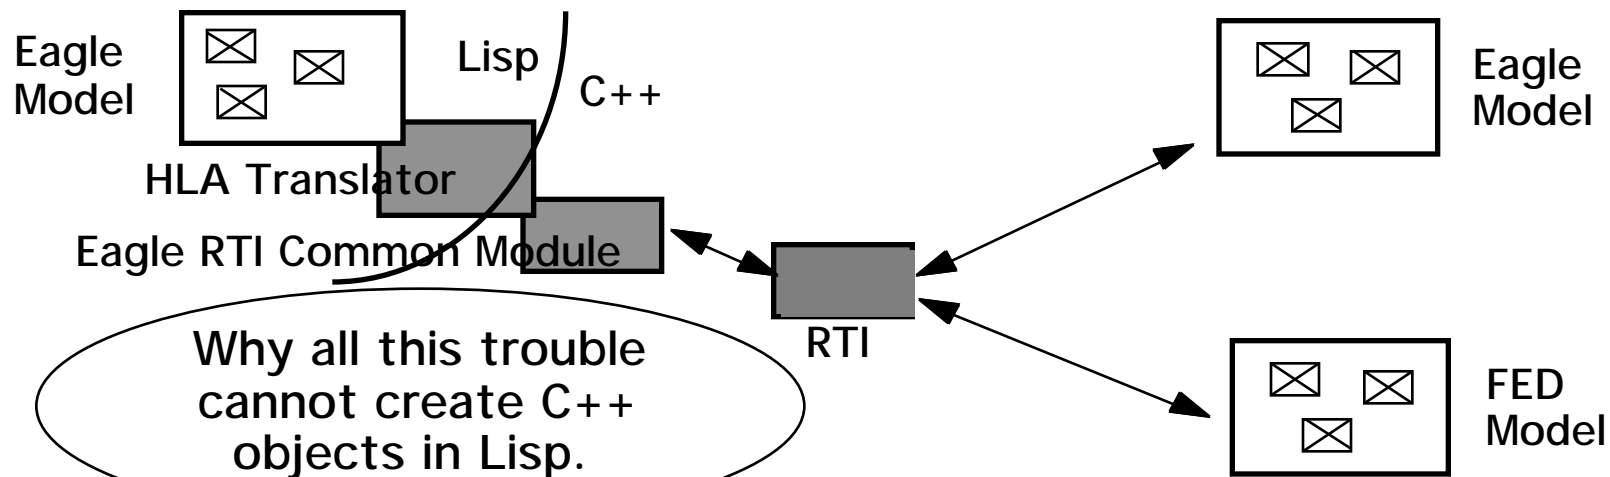 Eagle
Model
Lisp
C++
HLA Translator
Eagle RTI Common Module
RTI
Why all this trouble
cannot create C++
objects in Lisp.
Eagle
Model
FED
Model